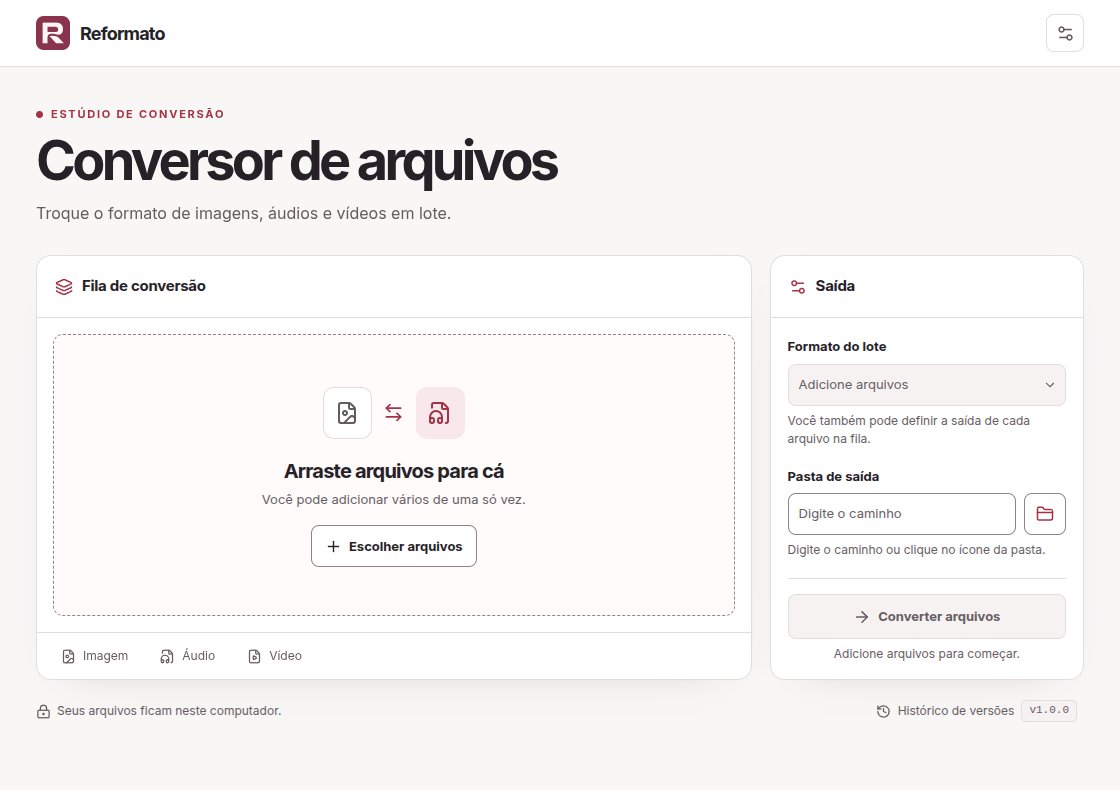 Reformato
ESTÚDIO DE CONVERSÃO
Conversor de arquivos
Troque o formato de imagens, áudios e vídeos em lote.
Fila de conversão
Arraste arquivos para cá
Você pode adicionar vários de uma só vez.
Escolher arquivos
Imagem
Áudio
Vídeo
Saída
Formato do lote
Adicione arquivos
Você também pode definir a saída de cada
arquivo na fila.
Pasta de saída
Digite o caminho
Digite o caminho ou clique no ícone da pasta.
Converter arquivos
Adicione arquivos para começar.
Seus arquivos ficam neste computador.
Histórico de versões v1.0.0